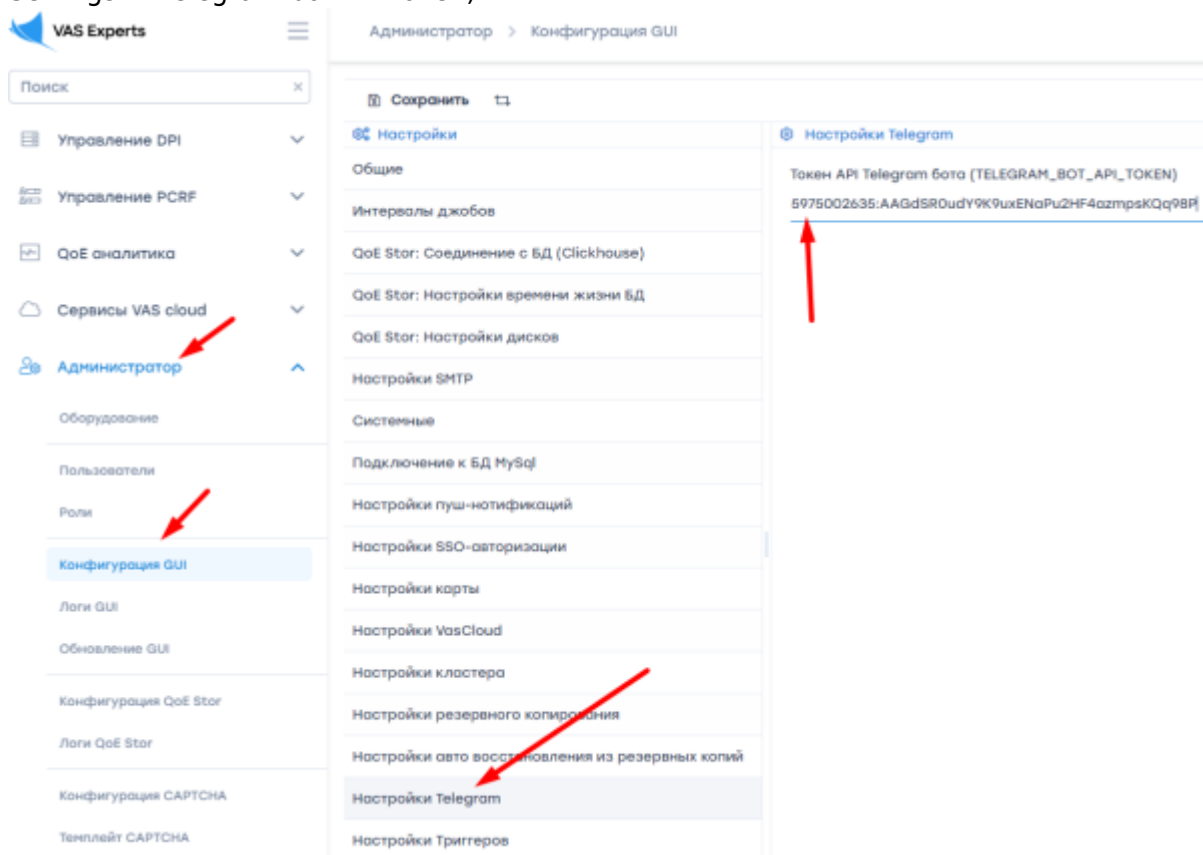 VAS Experts
Администратор > Конфигурация GUI
Поиск
Сохранить
Настройки
Настройки Telegram
Управление DPI
Общие
Токен API Telegram бота (TELEGRAM_BOT_API_TOKEN)
Управление PCRF
Интервалы джобов
5975002635:AAGdSR0udY9K9uxENaPu2HF4azmpsKQq98P
QoE аналитика
QoE Stor: Соединение с БД (Clickhouse)
Сервисы VAS cloud
QoE Stor: Настройки времени жизни БД
QoE Stor: Настройки дисков
Администратор
Настройки SMTP
Оборудование
Системные
Пользователи
Подключение к БД MySql
Роли
Настройки пуш-нотификаций
Конфигурация GUI
Настройки SSO-авторизации
Логи GUI
Настройки карты
Обновление GUI
Настройки VasCloud
Настройки кластера
Конфигурация QoE Stor
Настройки резервного копирования
Логи QoE Stor
Настройки авто восстановления из резервных копий
Конфигурация CAPTCHA
Настройки Telegram
Темплейт CAPTCHA
Настройки Триггеров